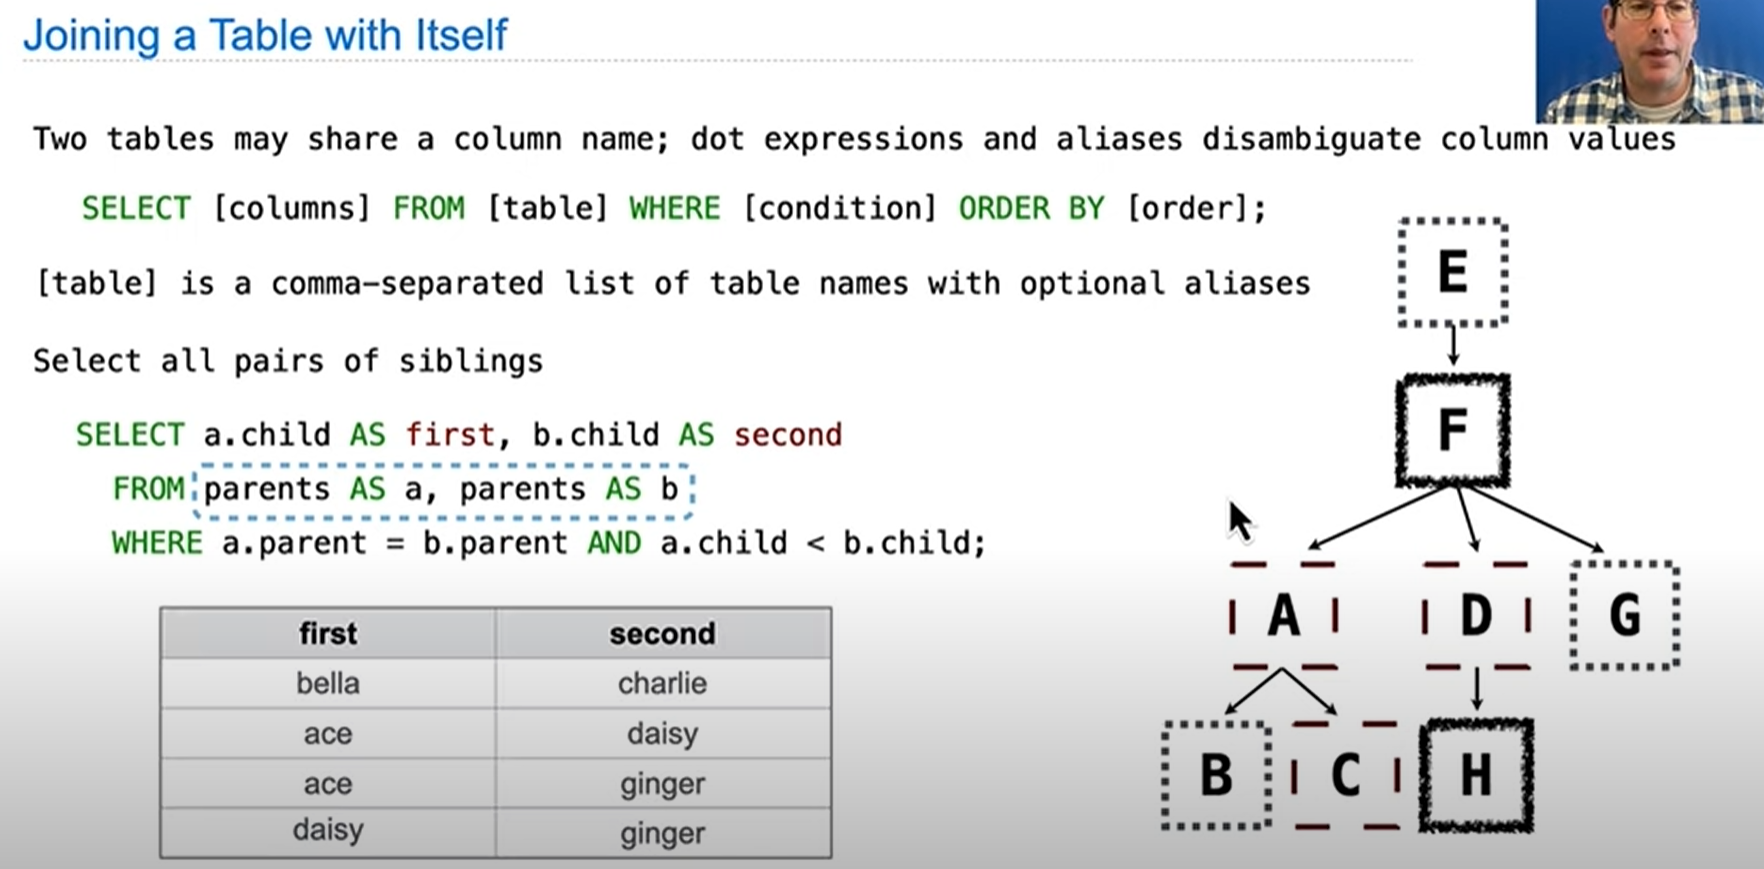 Joining a Table with Itself
Two tables may share a column name; dot expressions and aliases disambiguate column values
SELECT [columns] FROM [table] WHERE [condition] ORDER BY [order];
[table] is a comma-separated list of table names with optional aliases
Select all pairs of siblings
SELECT a.child AS first, b.child AS second
FROM parents AS a, parents AS b
WHERE a.parent = b.parent AND a.child < b.child;
first second
bella charlie
ace daisy
ace ginger
daisy ginger
E
F
A D G
B C H